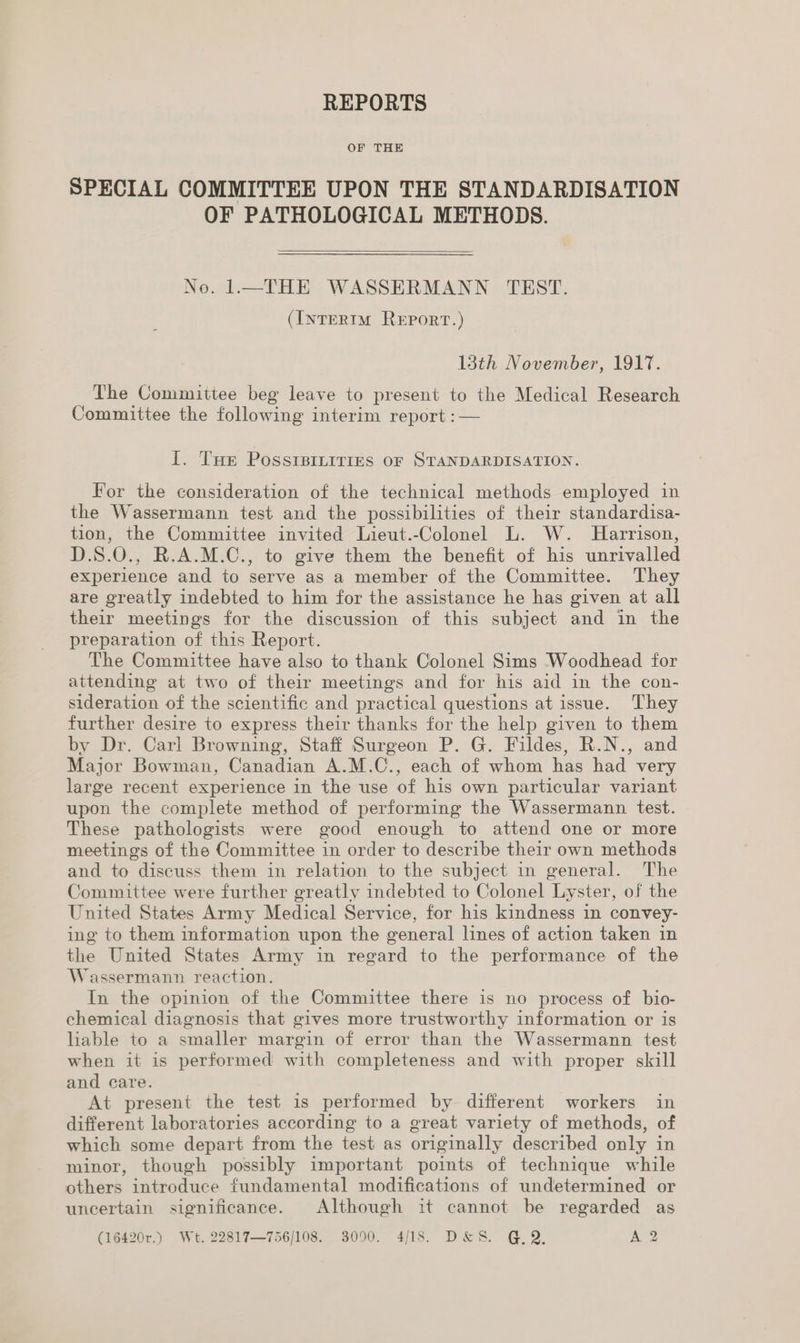 REPORTS
OF THE
SPECIAL COMMITTEE UPON THE STANDARDISATION
OF PATHOLOGICAL METHODS.
No. 1.—THE WASSERMANN TEST.
(Interim Report.)
13th November, 1917.
The Committee beg leave to present to the Medical Research
Committee the following interim report :—
I. The Possibilities of Standardisation.
For the consideration of the technical methods employed in
the Wassermann test and the possibilities of their standardisa-
tion, the Committee invited Lieut.-Colonel L. W. Harrison,
D.S.O., R.A.M.C., to give them the benefit of his unrivalled
experience and to serve as a member of the Committee. They
are greatly indebted to him for the assistance he has given at all
their meetings for the discussion of this subject and in the
preparation of this Report.
The Committee have also to thank Colonel Sims Woodhead for
attending at two of their meetings and for his aid in the con-
sideration of the scientific and practical questions at issue. They
further desire to express their thanks for the help given to them
by Dr. Carl Browning, Staff Surgeon P. G. Fildes, R.N., and
Major Bowman, Canadian A.M.C., each of whom has had very
large recent experience in the use of his own particular variant
upon the complete method of performing the Wassermann test.
These pathologists were good enough to attend one or more
meetings of the Committee in order to describe their own methods
and to discuss them in relation to the subject in general. The
Committee were further greatly indebted to Colonel Lyster, of the
United States Army Medical Service, for his kindness in convey-
ing to them information upon the general lines of action taken in
the United States Army in regard to the performance of the
Wassermann reaction.
In the opinion of the Committee there is no process of bio-
chemical diagnosis that gives more trustworthy information or is
liable to a smaller margin of error than the Wassermann test
when it is performed with completeness and with proper skill
and care.
At present the test is performed by different workers in
different laboratories according to a great variety of methods, of
which some depart from the test as originally described only in
minor, though possibly important points of technique while
others introduce fundamental modifications of undetermined or
uncertain significance. Although it cannot be regarded as
(16420r.) Wt. 22817—756/108. 3000. 4/18. D & S. G. 2. A 2